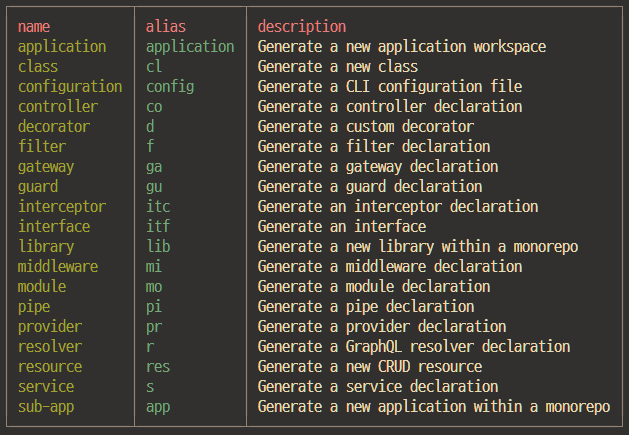 name alias description
application application Generate a new application workspace
class cl Generate a new class
configuration config Generate a CLI configuration file
controller co Generate a controller declaration
decorator d Generate a custom decorator
filter f Generate a filter declaration
gateway ga Generate a gateway declaration
guard gu Generate a guard declaration
interceptor itc Generate an interceptor declaration
interface itf Generate an interface
library lib Generate a new library within a monorepo
middleware mi Generate a middleware declaration
module mo Generate a module declaration
pipe pi Generate a pipe declaration
provider pr Generate a provider declaration
resolver r Generate a GraphQL resolver declaration
resource res Generate a new CRUD resource
service s Generate a service declaration
sub-app app Generate a new application within a monorepo